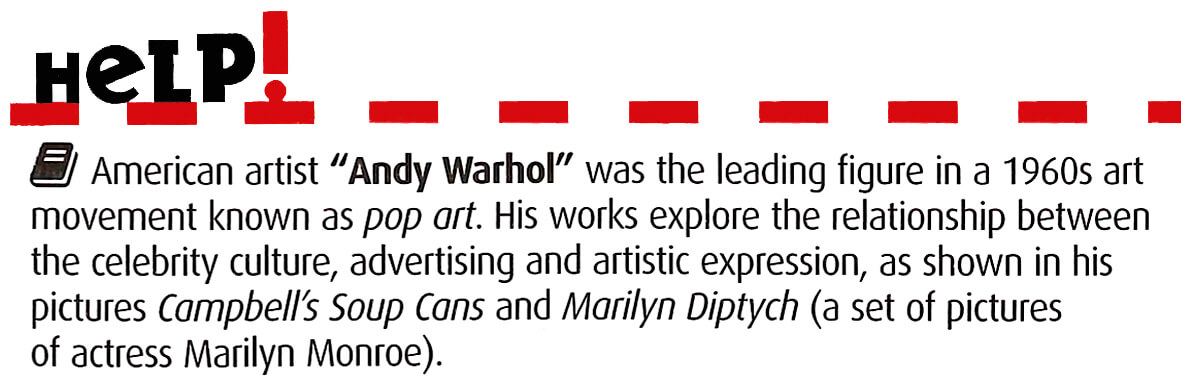 HeLP!
American artist “Andy Warhol” was the leading figure in a 1960s art
movement known as pop art. His works explore the relationship between
the celebrity culture, advertising and artistic expression, as shown in his
pictures Campbell’s Soup Cans and Marilyn Diptych (a set of pictures
of actress Marilyn Monroe).